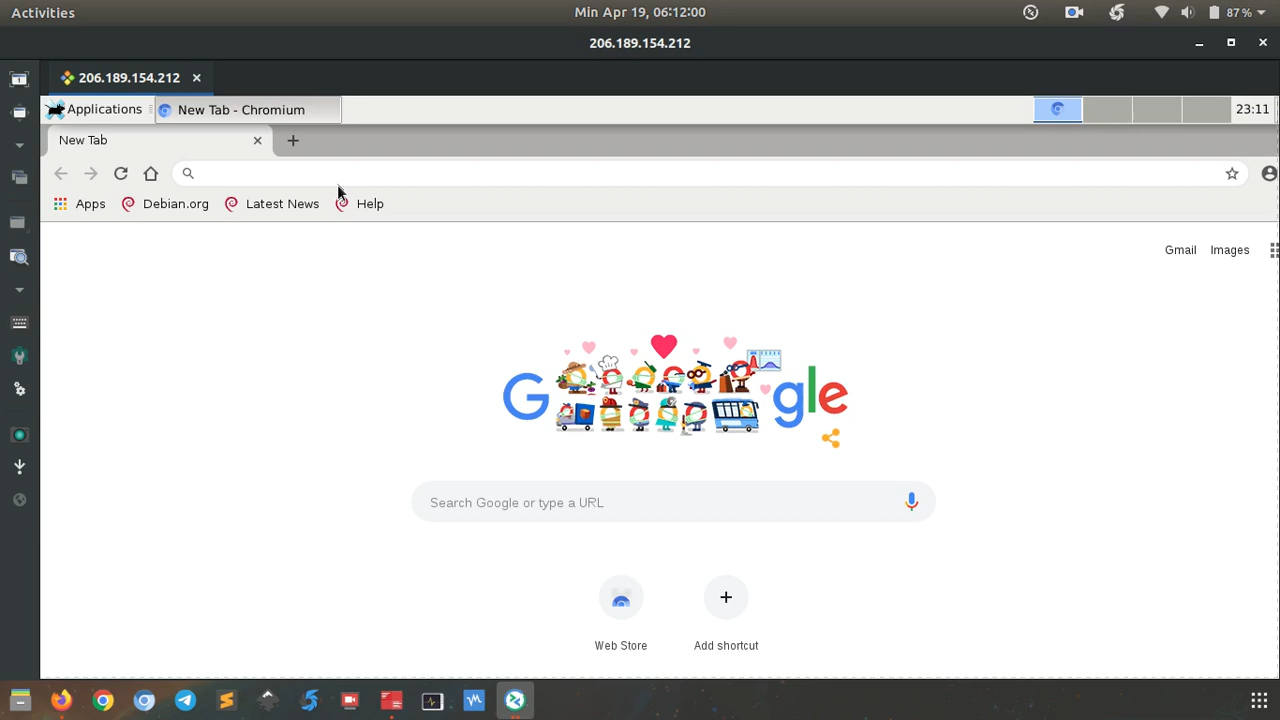 Activities
Min Apr 19, 06:12:00
87%
206.189.154.212
206.189.154.212
Applications
New Tab - Chromium
23:11
New Tab
Apps
Debian.org
Latest News
Help
Gmail
Images
G gle
Search Google or type a URL
Web Store
Add shortcut